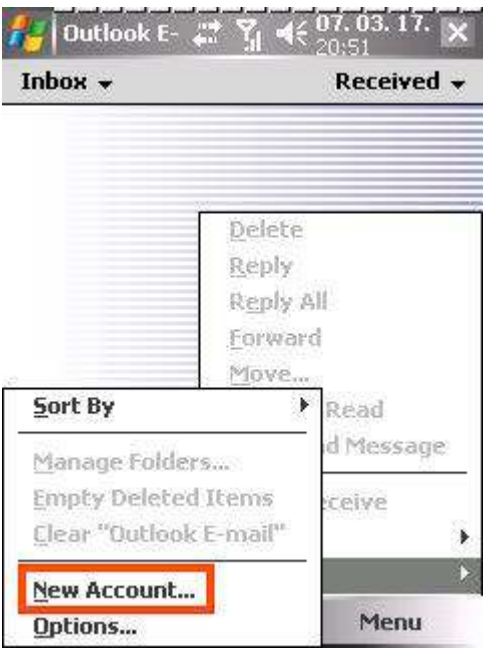 Outlook E-
07. 03. 17.
20:51
Inbox
Received
Delete
Reply
Reply All
Forward
Move...
Read
Message
Sort By
Manage Folders...
Empty Deleted Items
Clear "Outlook E-mail"
New Account...
Options...
Menu